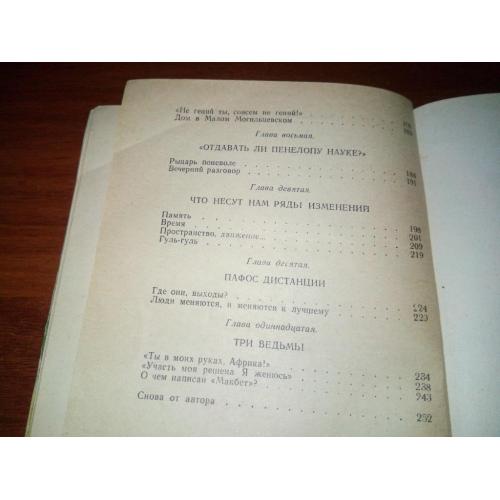 «Не гений ты, совсем не гений!»
Дом в Малом Могильцевском
Глава восьмая.
«ОТДАВАТЬ ЛИ ПЕНЕЛОПУ НАУКЕ?»
Рыцарь поневоле 184
Вечерний разговор 191
Глава девятая.
ЧТО НЕСУТ НАМ РЯДЫ ИЗМЕНЕНИЙ
Память 198
Время 201
Пространство, движение... 209
Гуль-гуль 219
Глава десятая.
ПАФОС ДИСТАНЦИИ
Где они, выходы? 224
Люди меняются, и меняются к лучшему 229
Глава одиннадцатая.
ТРИ ВЕДЬМЫ
«Ты в моих руках, Африка!» 234
«Участь моя решена Я женюсь» 238
О чем написан «Макбет»? 243
Снова от автора 252